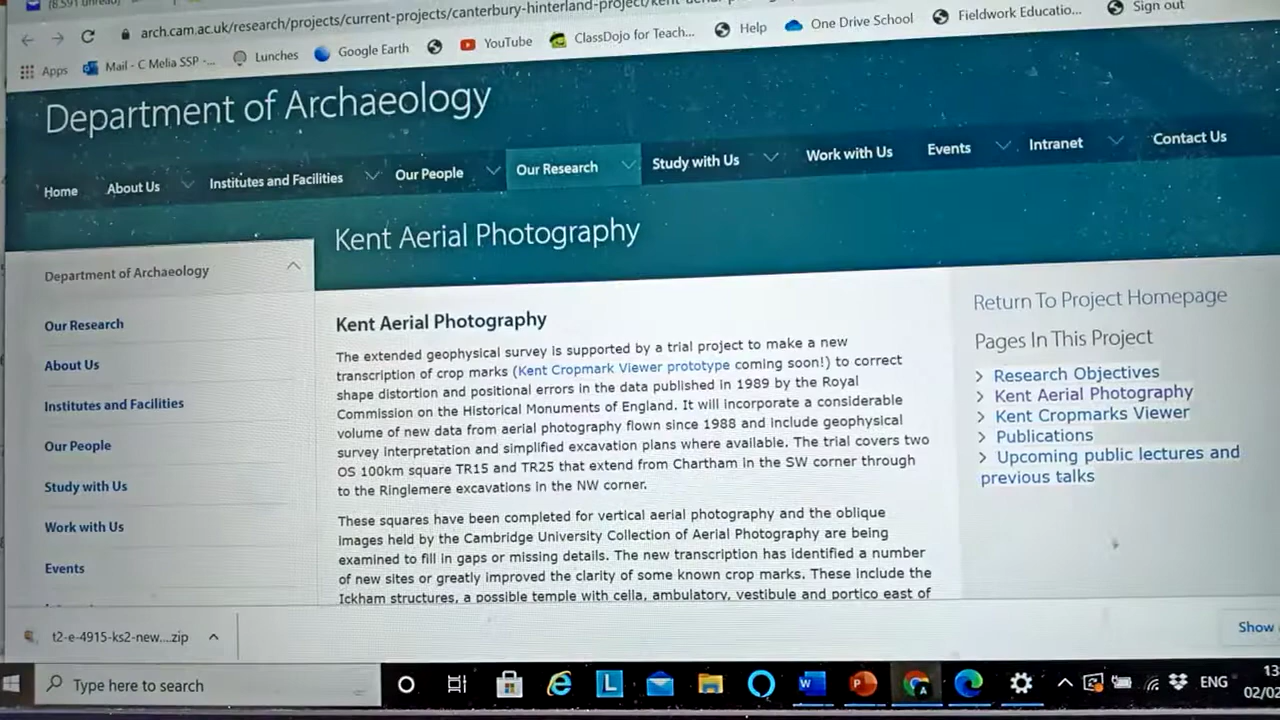 (8,591 unread)
arch.cam.ac.uk/research/projects/current-projects/canterbury-hinterland-project/
Apps Mail - C Melia SSP -... Lunches Google Earth YouTube ClassDojo for Teach... Help One Drive School Fieldwork Educatio... Sign out
Department of Archaeology
Home About Us Institutes and Facilities Our People Our Research Study with Us Work with Us Events Intranet Contact Us
Kent Aerial Photography
Department of Archaeology
Our Research
About Us
Institutes and Facilities
Our People
Study with Us
Work with Us
Events
Kent Aerial Photography
The extended geophysical survey is supported by a trial project to make a new
transcription of crop marks (Kent Cropmark Viewer prototype coming soon!) to correct
shape distortion and positional errors in the data published in 1989 by the Royal
Commission on the Historical Monuments of England. It will incorporate a considerable
volume of new data from aerial photography flown since 1988 and include geophysical
survey interpretation and simplified excavation plans where available. The trial covers two
OS 100km square TR15 and TR25 that extend from Chartham in the SW corner through
to the Ringlemere excavations in the NW corner.
These squares have been completed for vertical aerial photography and the oblique
images held by the Cambridge University Collection of Aerial Photography are being
examined to fill in gaps or missing details. The new transcription has identified a number
of new sites or greatly improved the clarity of some known crop marks. These include the
Ickham structures, a possible temple with cella, ambulatory, vestibule and portico east of
Return To Project Homepage
Pages In This Project
Research Objectives
Kent Aerial Photography
Kent Cropmarks Viewer
Publications
Upcoming public lectures and
previous talks
t2-e-4915-ks2-new....zip
Show
Type here to search
ENG
13
02/02